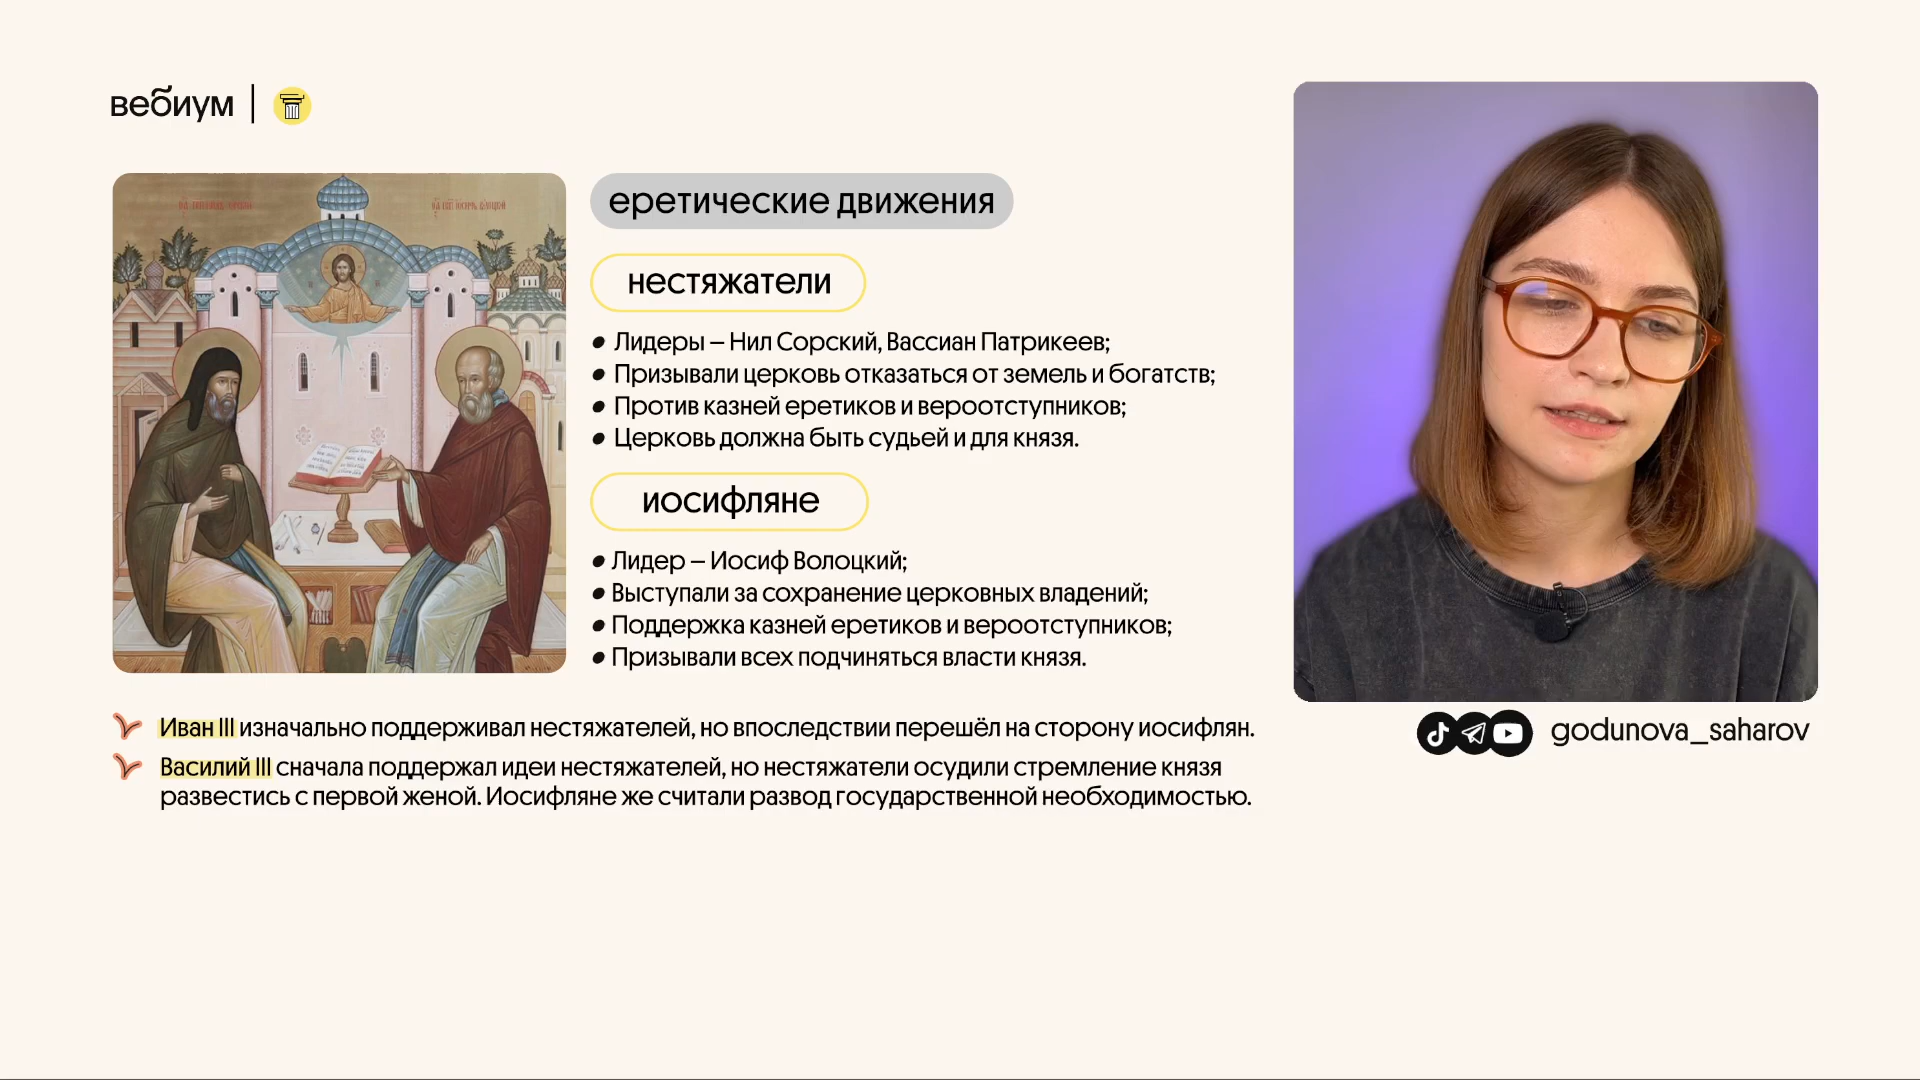 вебиум
еретические движения
нестяжатели
• Лидеры – Нил Сорский, Вассиан Патрикеев;
• Призывали церковь отказаться от земель и богатств;
• Против казней еретиков и вероотступников;
• Церковь должна быть судьей и для князя.
иосифляне
• Лидер – Иосиф Волоцкий;
• Выступали за сохранение церковных владений;
• Поддержка казней еретиков и вероотступников;
• Призывали всех подчиняться власти князя.
Иван III изначально поддерживал нестяжателей, но впоследствии перешёл на сторону иосифлян.
Василий III сначала поддержал идеи нестяжателей, но нестяжатели осудили стремление князя
развестись с первой женой. Иосифляне же считали развод государственной необходимостью.
godunova_saharov